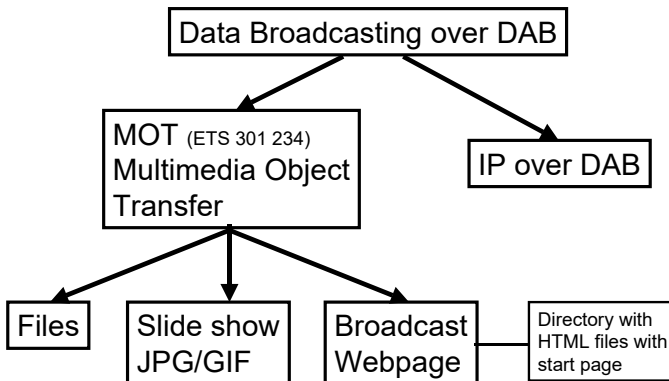 Data Broadcasting over DAB
MOT (ETS 301 234)
Multimedia Object
Transfer
IP over DAB
Files
Slide show
JPG/GIF
Broadcast
Webpage
Directory with
HTML files with
start page